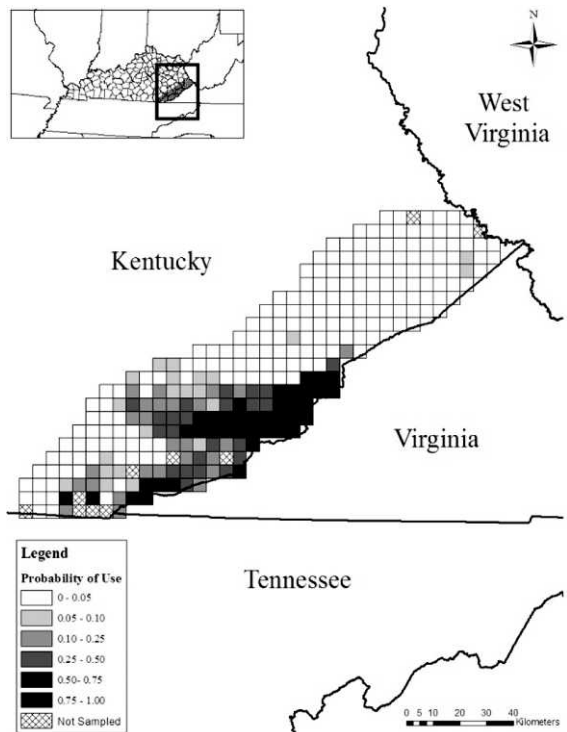 N
West
Virginia
Kentucky
Virginia
Tennessee
Legend
Probability of Use
0 - 0.05
0.05 - 0.10
0.10 - 0.25
0.25 - 0.50
0.50- 0.75
0.75 - 1.00
Not Sampled
0 5 10 20 30 40
Kilometers